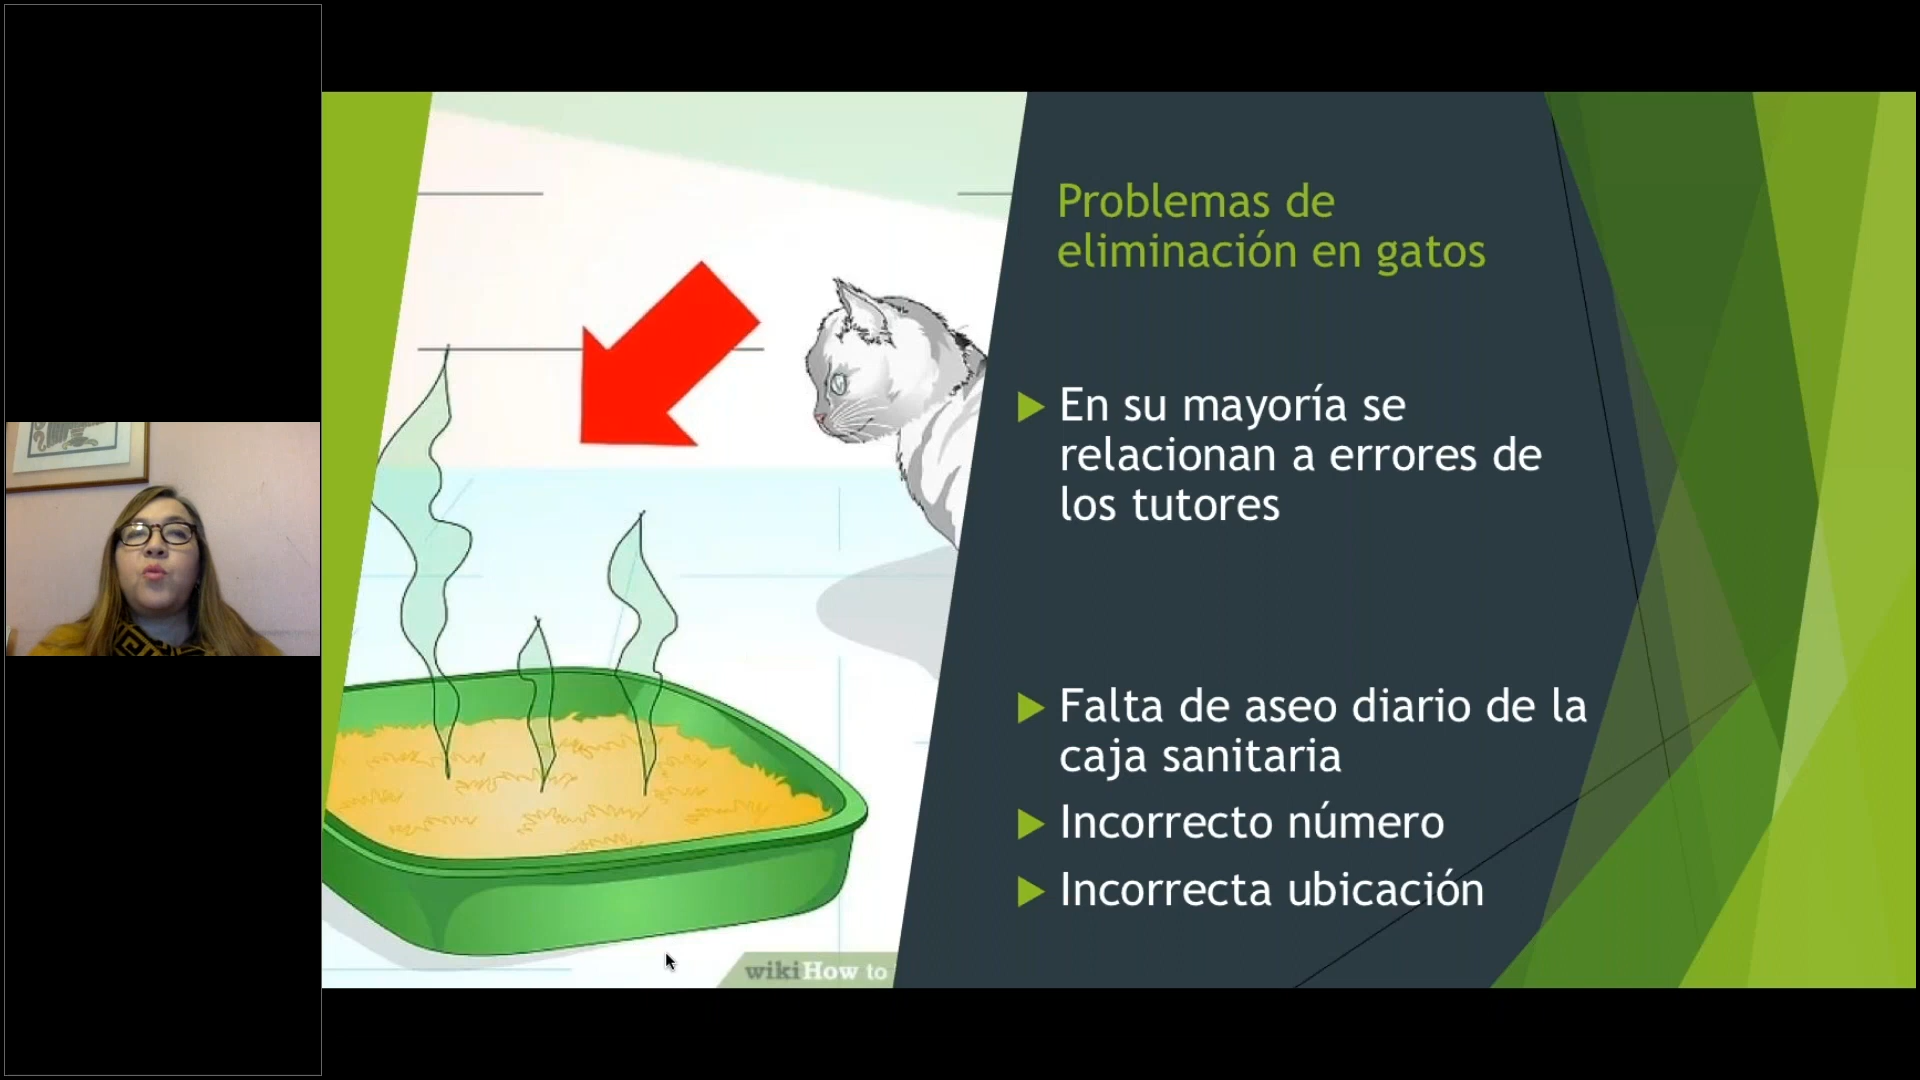 Problemas de
eliminación en gatos
En su mayoría se
relacionan a errores de
los tutores
Falta de aseo diario de la
caja sanitaria
Incorrecto número
Incorrecta ubicación
wikiHow to